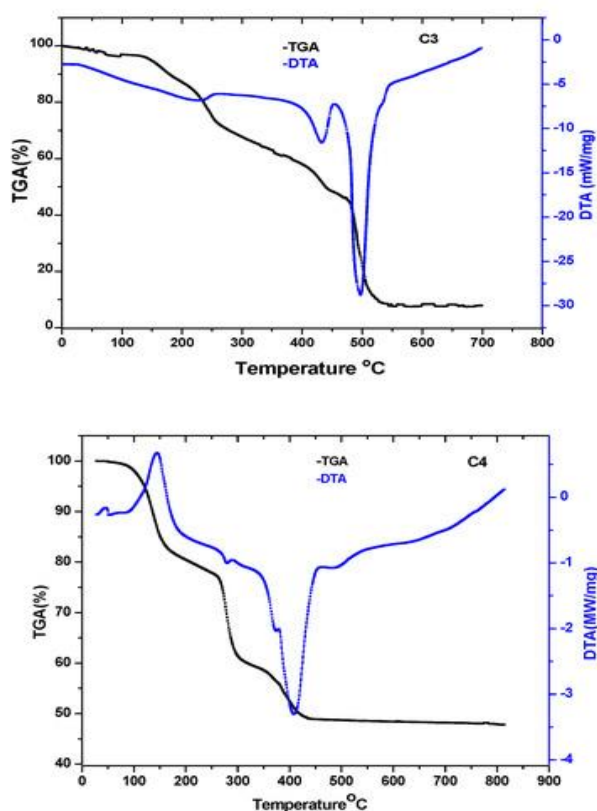 C3
-TGA
-DTA
100
80
60
40
20
0
TGA(%)
0
-5
-10
-15
-20
-25
-30
DTA (mW/mg)
0 100 200 300 400 500 600 700 800
Temperature °C
C4
-TGA
-DTA
100
90
80
70
60
50
40
TGA(%)
0
-1
-2
-3
-4
DTA(MW/mg)
0 100 200 300 400 500 600 700 800 900
Temperature°C